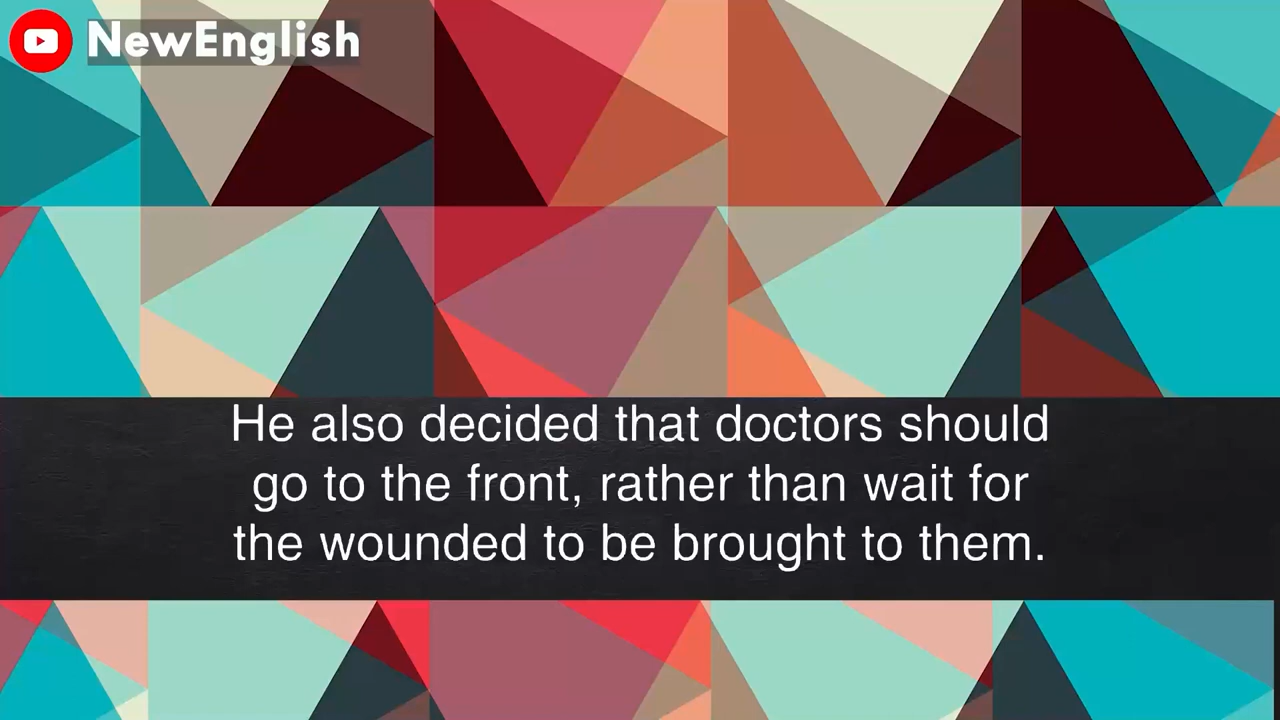 NewEnglish
He also decided that doctors should
go to the front, rather than wait for
the wounded to be brought to them.